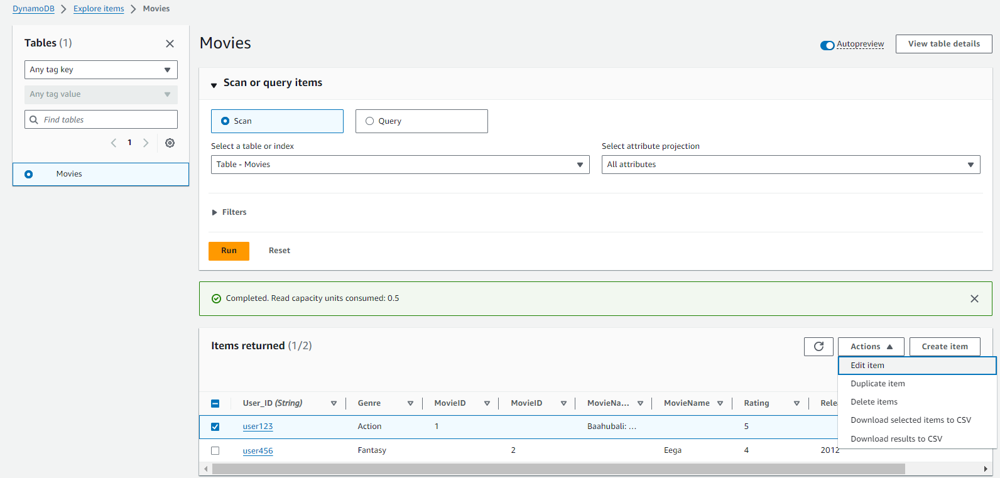 DynamoDB > Explore items > Movies
Tables (1)
Any tag key
Any tag value
Find tables
1
Movies
Movies
Autopreview
View table details
Scan or query items
Scan
Query
Select a table or index
Select attribute projection
Table - Movies
All attributes
Filters
Run
Reset
Completed. Read capacity units consumed: 0.5
Items returned (1/2)
Actions
Create item
Edit item
Duplicate item
Delete items
Download selected items to CSV
Download results to CSV
User_ID (String) Genre MovieID MovieID MovieNa... MovieName Rating Rele
user123 Action 1 Baahubali: ... 5
user456 Fantasy 2 Eega 4 2012